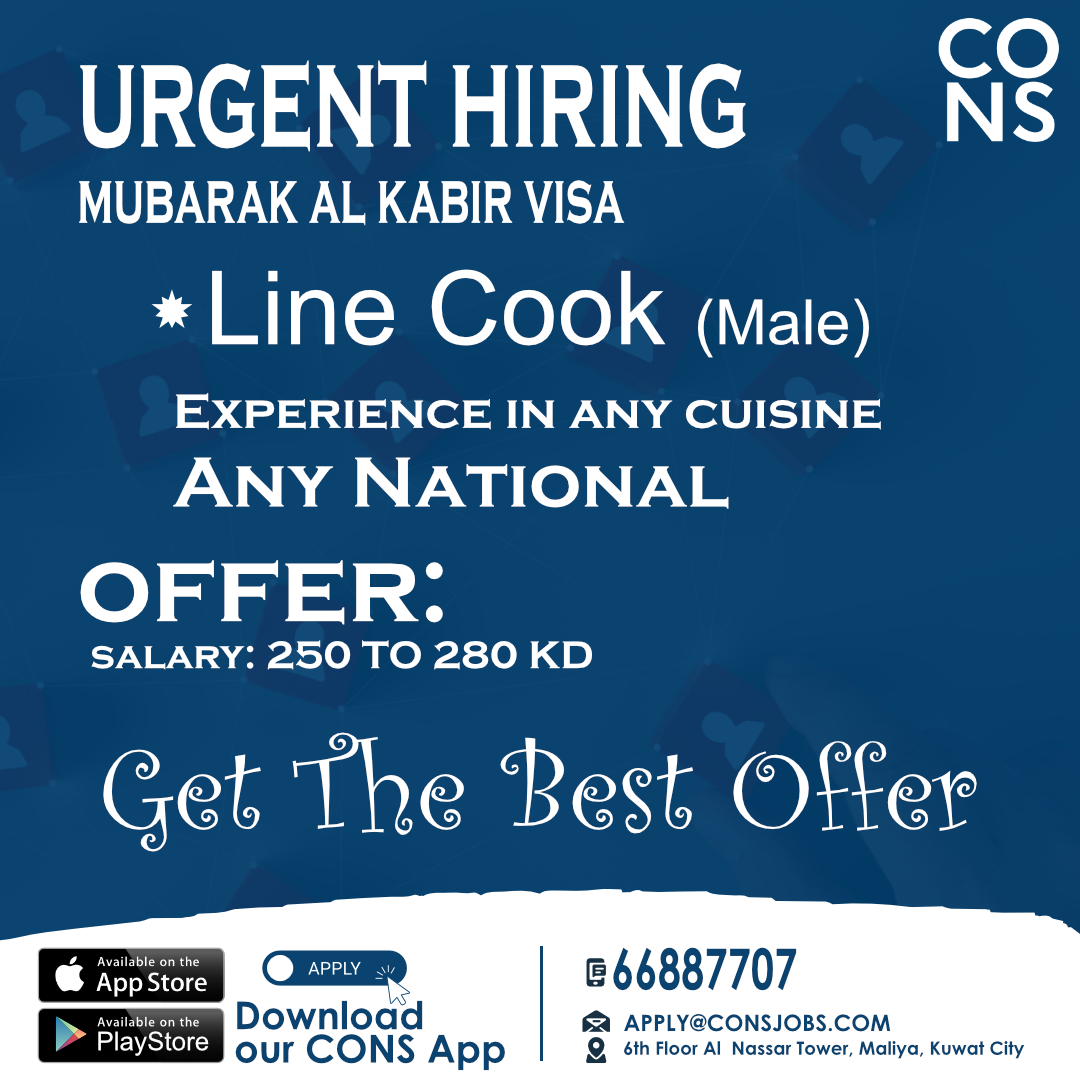 CO
NS
URGENT HIRING
MUBARAK AL KABIR VISA
Line Cook (Male)
EXPERIENCE IN ANY CUISINE
ANY NATIONAL
OFFER:
SALARY: 250 TO 280 KD
Get The Best Offer
Available on the
App Store
Available on the
PlayStore
APPLY
Download
our CONS App
66887707
APPLY@CONSJOBS.COM
6th Floor Al Nassar Tower, Maliya, Kuwat City